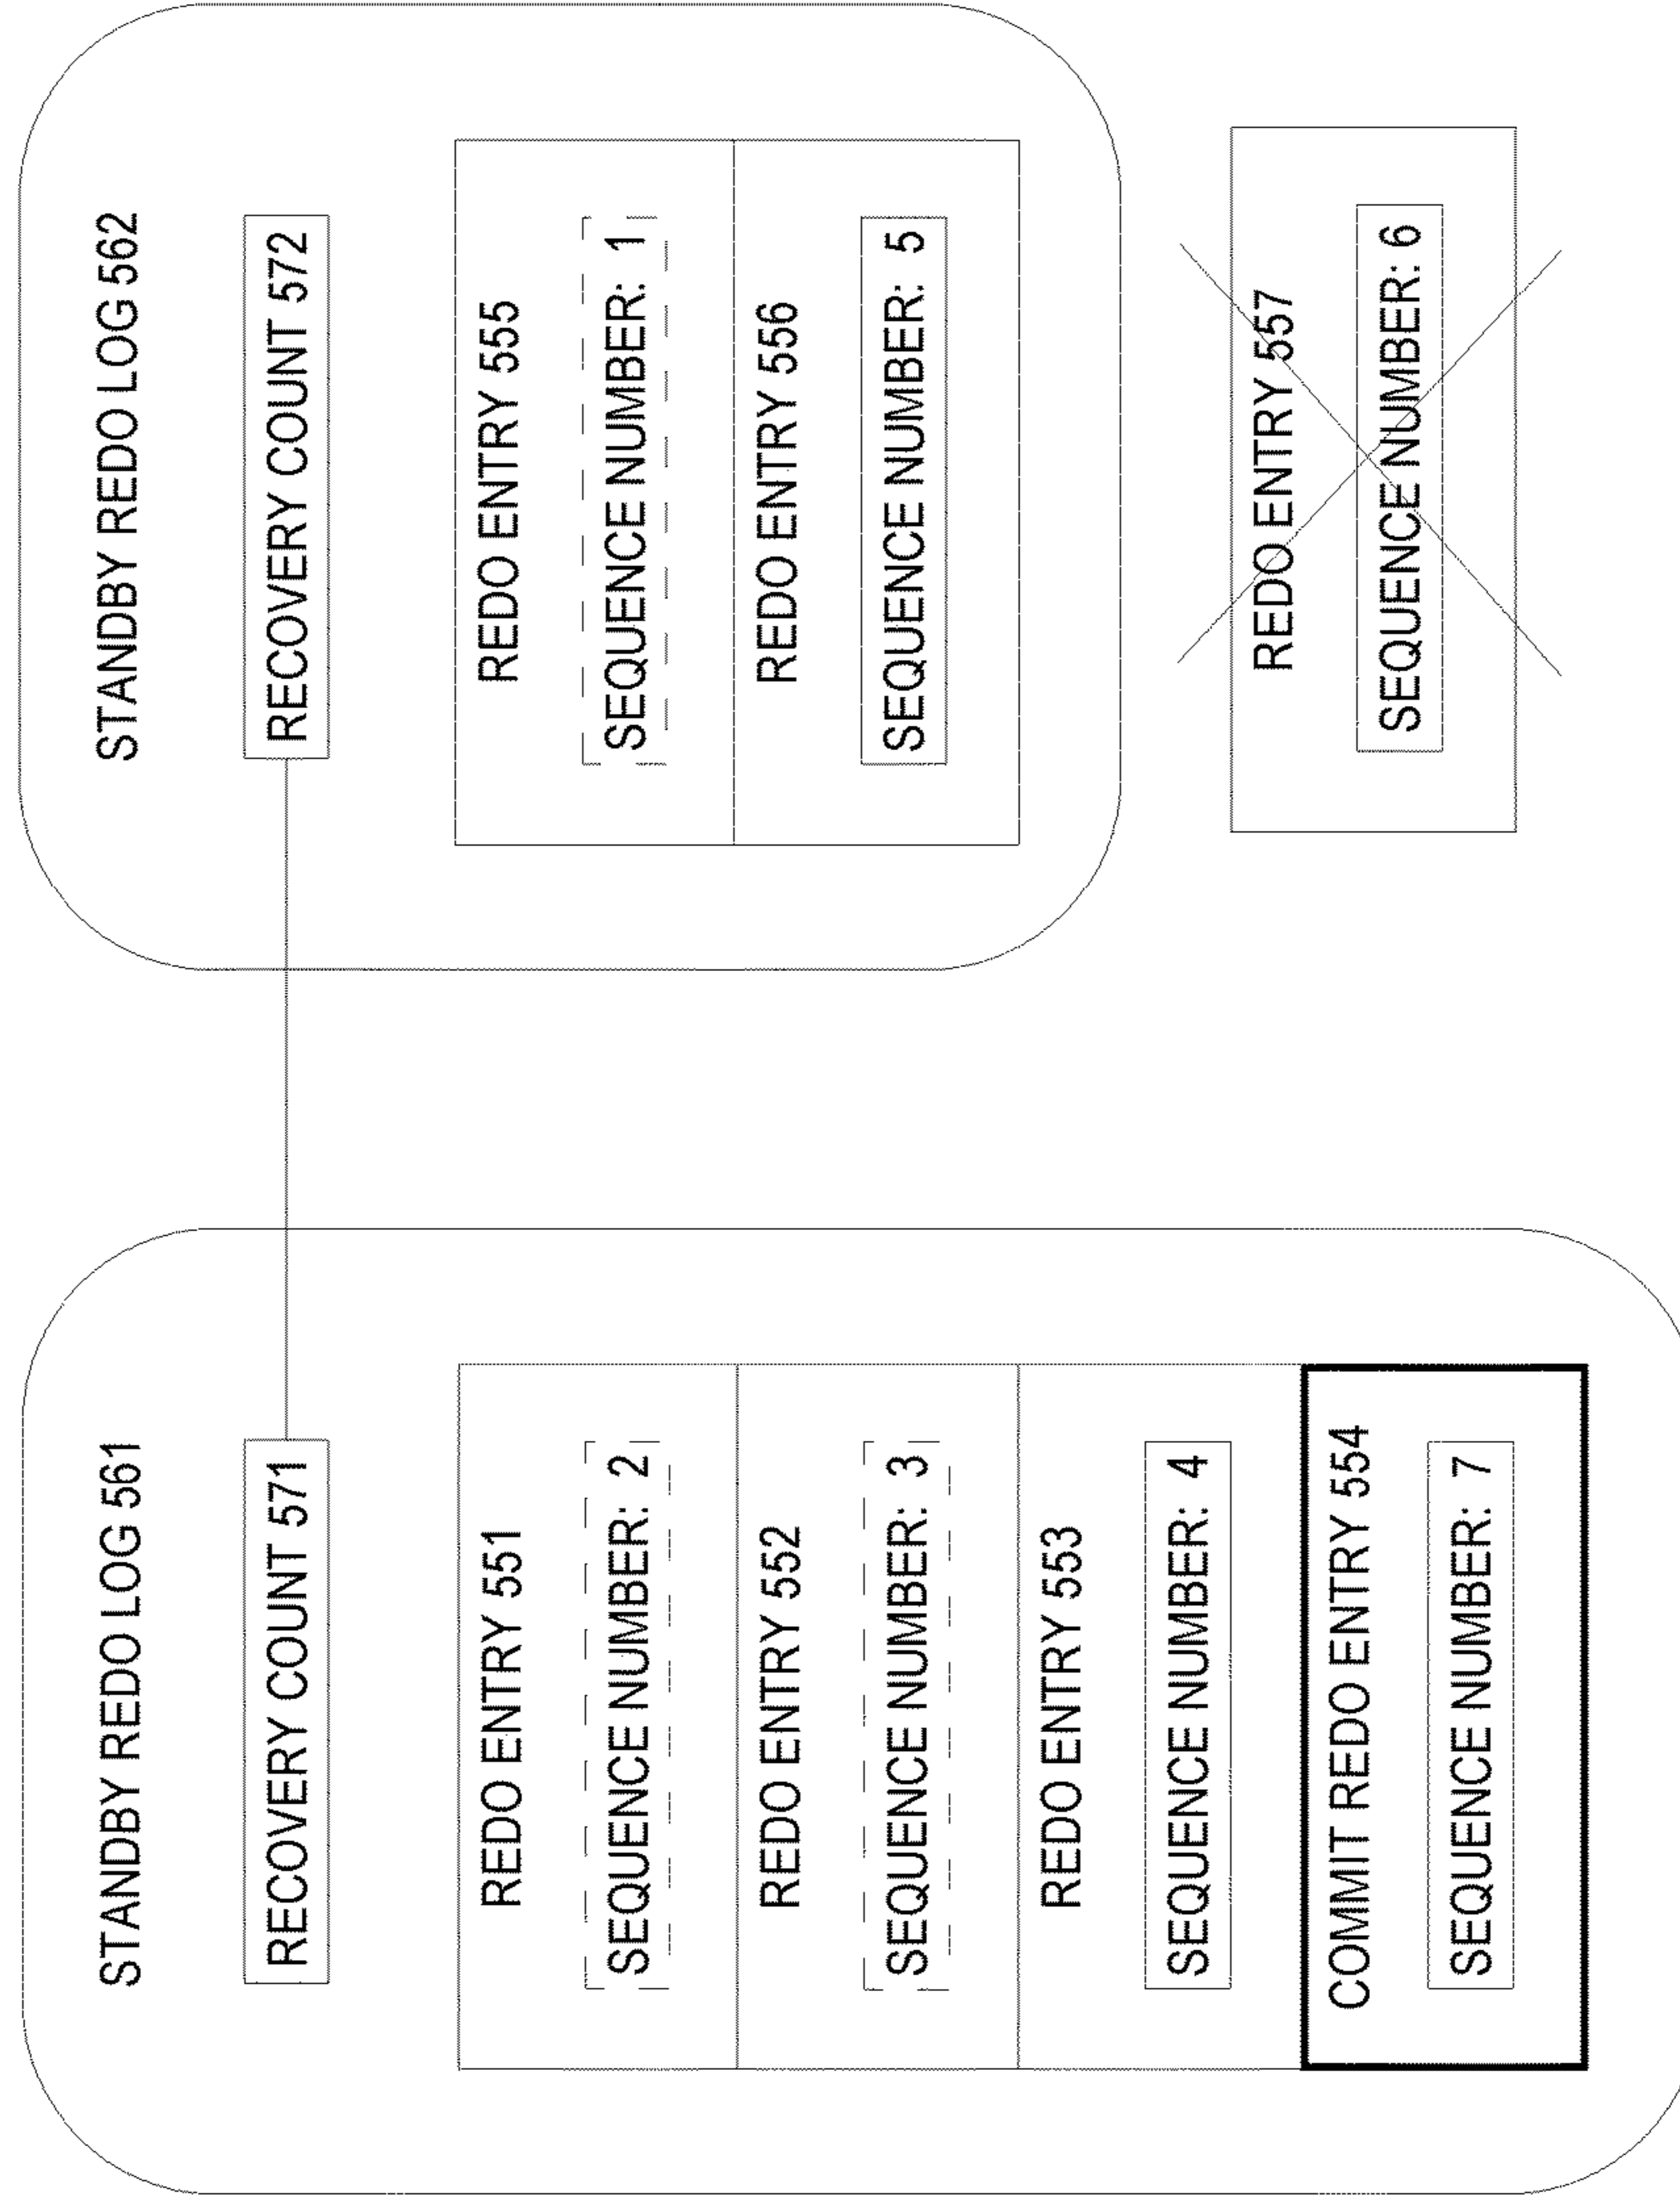 STANDBY REDO LOG 561
RECOVERY COUNT 571
REDO ENTRY 551
SEQUENCE NUMBER: 2
REDO ENTRY 552
SEQUENCE NUMBER: 3
REDO ENTRY 553
SEQUENCE NUMBER: 4
COMMIT REDO ENTRY 554
SEQUENCE NUMBER: 7
STANDBY REDO LOG 562
RECOVERY COUNT 572
REDO ENTRY 555
SEQUENCE NUMBER: 1
REDO ENTRY 556
SEQUENCE NUMBER: 5
REDO ENTRY 557
SEQUENCE NUMBER: 6